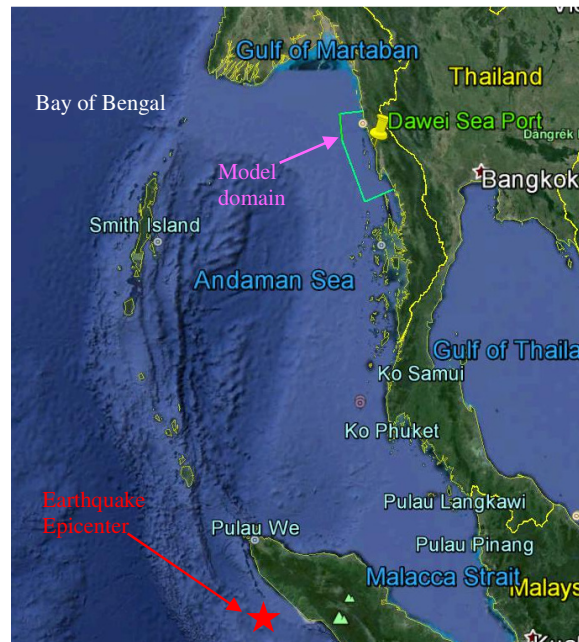 Gulf of Martaban
Thailand
Bay of Bengal
Dawei Sea Port
Dângrêk
Model
domain
Bangkok
Smith Island
Andaman Sea
Gulf of Thaila
Ko Samui
Ko Phuket
Earthquake
Epicenter
Pulau Langkawi
Pulau We
Pulau Pinang
Malacca Strait
Malays